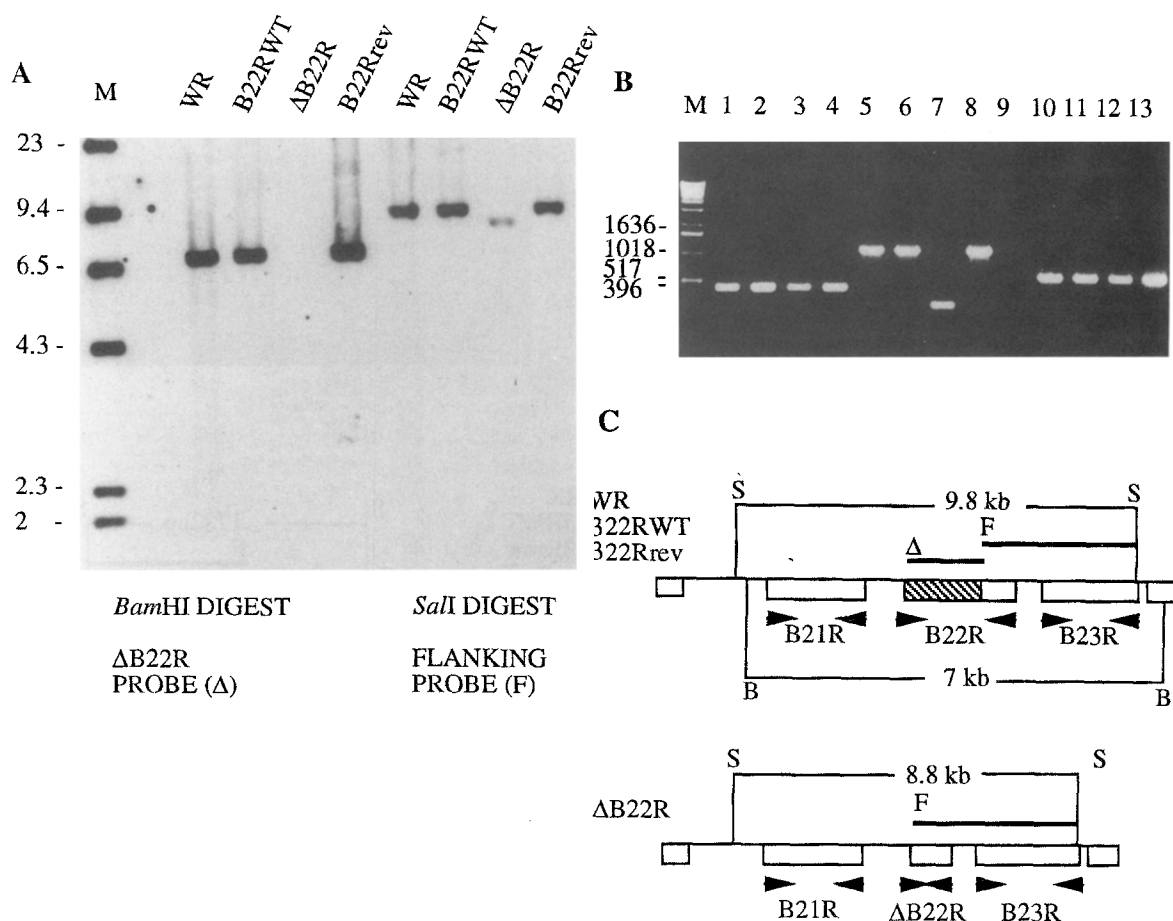 A
M
WR
B22RWT
ΔB22R
B22Rrev
WR
B22RWT
ΔB22R
B22Rrev
23 -
9.4 -
6.5 -
4.3 -
2.3 -
2 -
BamHI DIGEST
ΔB22R
PROBE (Δ)
SalI DIGEST
FLANKING
PROBE (F)
B
M 1 2 3 4 5 6 7 8 9 10 11 12 13
1636-
1018-
517 -
396 -
C
WR
322RWT
322Rrev
S
9.8 kb
S
F
Δ
B21R
B22R
B23R
B
7 kb
B
ΔB22R
S
8.8 kb
S
F
B21R
ΔB22R
B23R